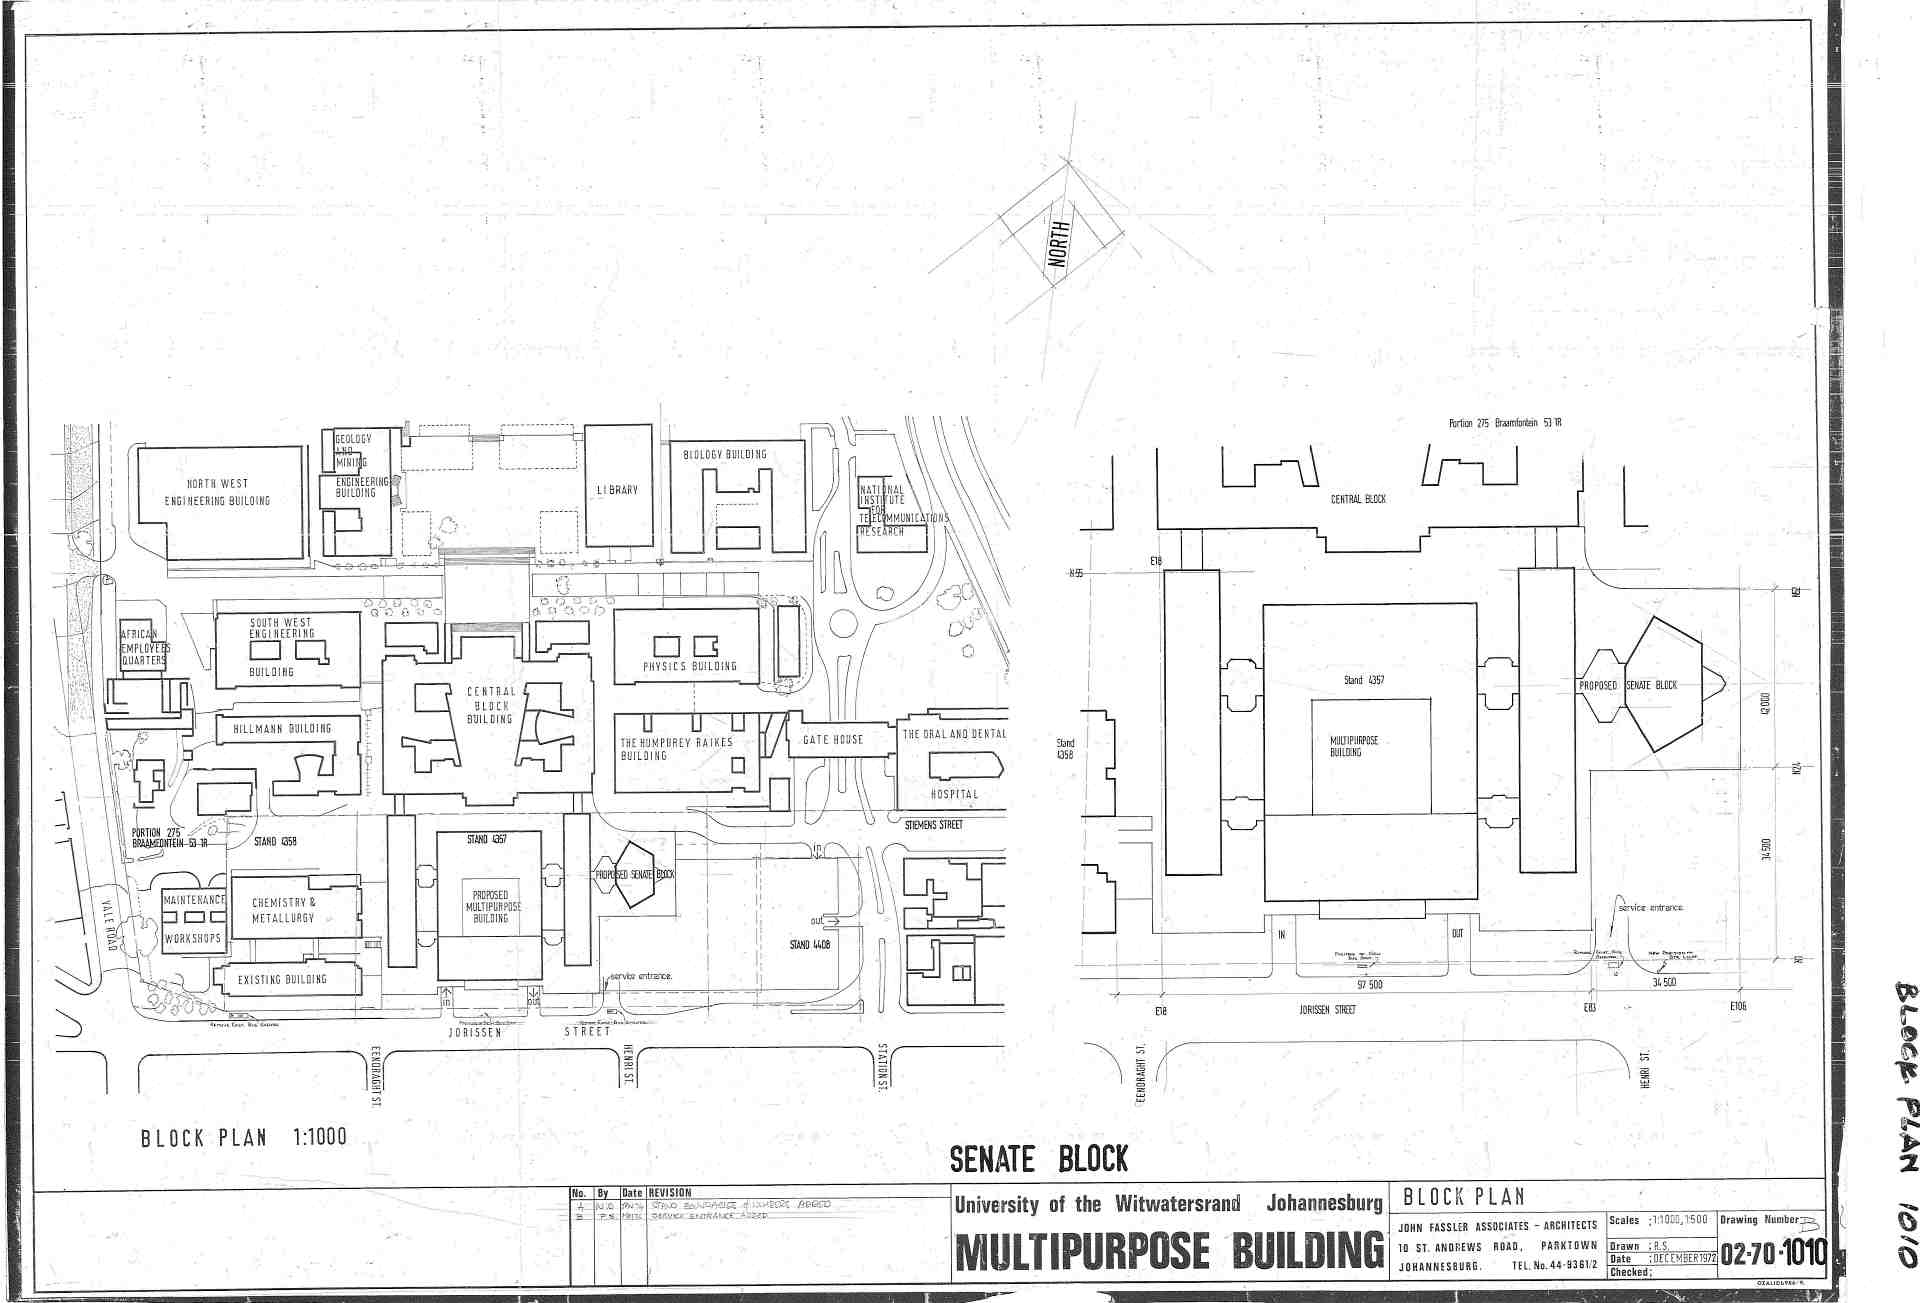 NORTH
NORTH WEST
ENGINEERING BUILDING
GEOLOGY
AND
MINING
ENGINEERING
BUILDING
LIBRARY
BIOLOGY BUILDING
NATIONAL
INSTITUTE
FOR
TELECOMMUNICATIONS
RESEARCH
AFRICAN
EMPLOYEES
QUARTERS
SOUTH WEST
ENGINEERING
BUILDING
CENTRAL
BLOCK
BUILDING
PHYSICS BUILDING
HILLMANN BUILDING
THE HUMPHREY RAIKES
BUILDING
GATE HOUSE
THE ORAL AND DENTAL
HOSPITAL
PORTION 275
BRAAMFONTEIN 53 IR
STAND 4358
STAND 4357
STIEMENS STREET
in
PROPOSED SENATE BLOCK
MAINTENANCE
WORKSHOPS
CHEMISTRY &
METALLURGY
PROPOSED
MULTIPURPOSE
BUILDING
out
STAND 4408
EXISTING BUILDING
service entrance.
in
out
VALE ROAD
JORISSEN STREET
EENDRAGHT ST.
HENRI ST.
STATION ST.
BLOCK PLAN 1:1000
Portion 275 Braamfontein 53 IR
CENTRAL BLOCK
E18
N 55
N62
Stand 4357
PROPOSED SENATE BLOCK
Stand
4358
MULTIPURPOSE
BUILDING
42 000
N24
34 500
service entrance.
IN
OUT
97 500
34 500
E18
JORISSEN STREET
E83
E106
EENDRAGHT ST.
HENRI ST.
SENATE BLOCK
No. By Date REVISION
A STAND BOUNDARIES & NUMBERS ADDED
B SERVICE ENTRANCE ADDED
University of the Witwatersrand Johannesburg
MULTIPURPOSE BUILDING
BLOCK PLAN
JOHN FASSLER ASSOCIATES - ARCHITECTS
10 ST. ANDREWS ROAD, PARKTOWN
JOHANNESBURG. TEL. No. 44-9361/2
Scales : 1:1000, 1:500
Drawn : R.S.
Date : DECEMBER 1972
Checked ;
Drawing Number B
02-70-1010
BLOCK PLAN 1010